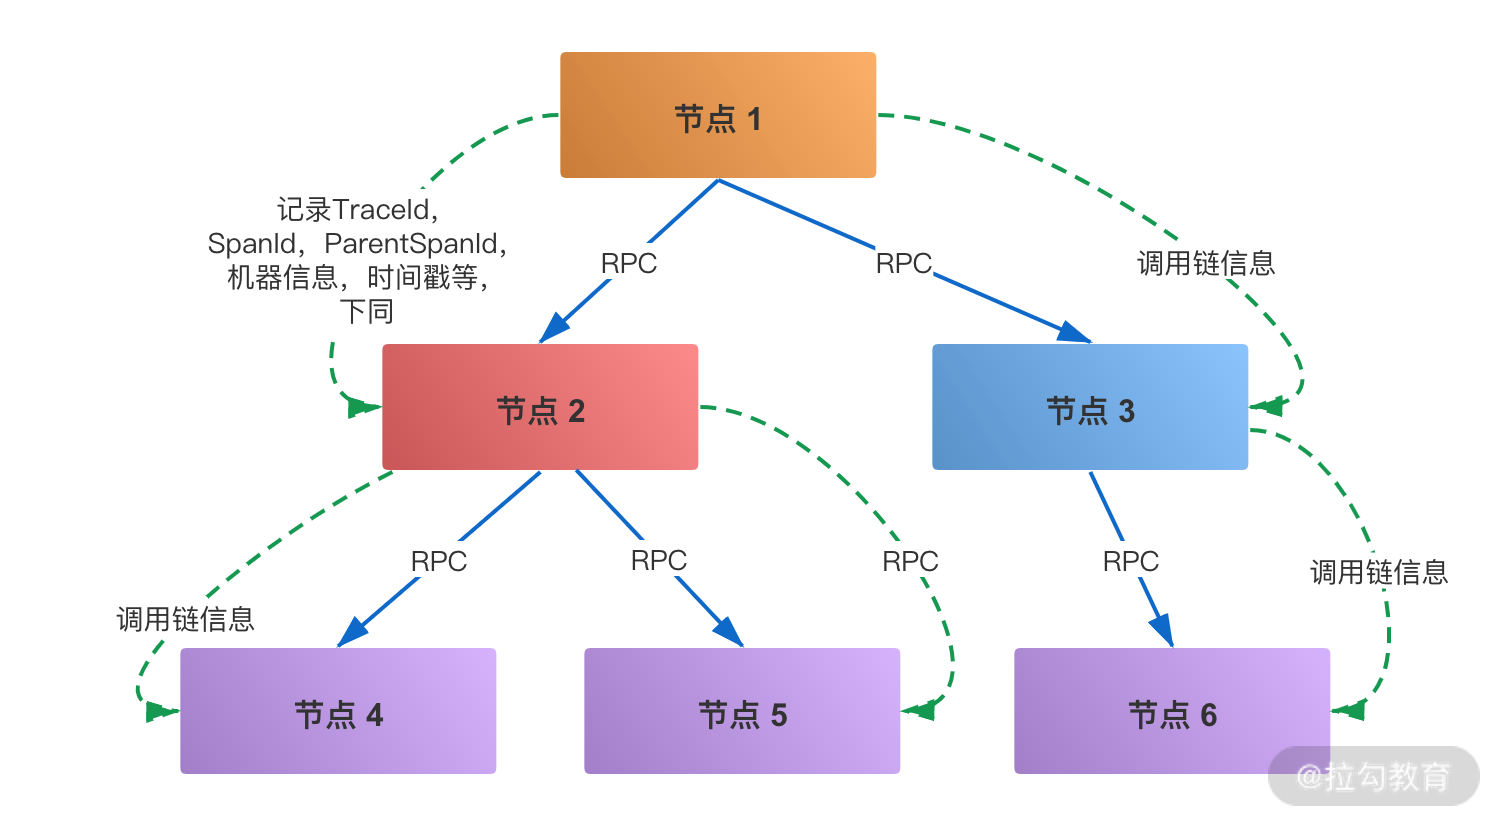 节点 1
记录TraceId,
SpanId，ParentSpanId，
机器信息，时间戳等，
下同
RPC
RPC
调用链信息
节点 2
节点 3
RPC
RPC
RPC
RPC
调用链信息
调用链信息
节点 4
节点 5
节点 6
@拉勾教育